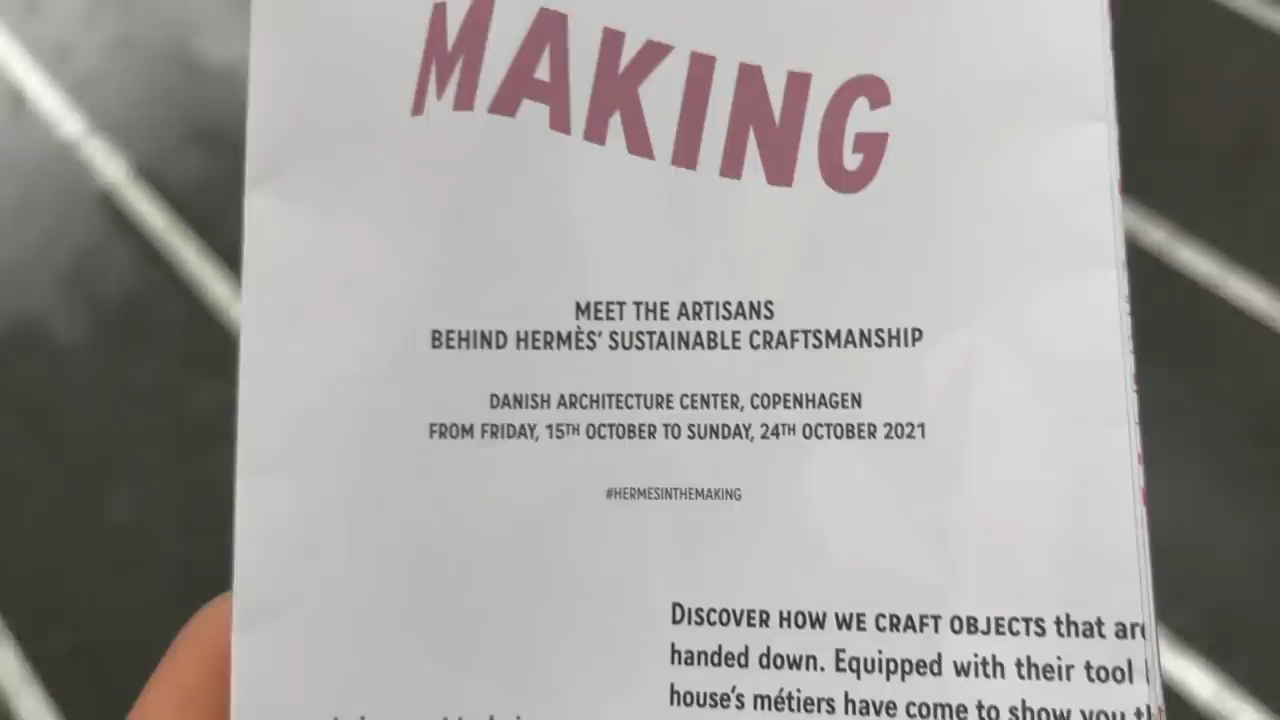 MAKING
MEET THE ARTISANS
BEHIND HERMÈS' SUSTAINABLE CRAFTSMANSHIP
DANISH ARCHITECTURE CENTER, COPENHAGEN
FROM FRIDAY, 15TH OCTOBER TO SUNDAY, 24TH OCTOBER 2021
#HERMESINTHEMAKING
DISCOVER HOW WE CRAFT OBJECTS that are
handed down. Equipped with their tool
house's métiers have come to show you